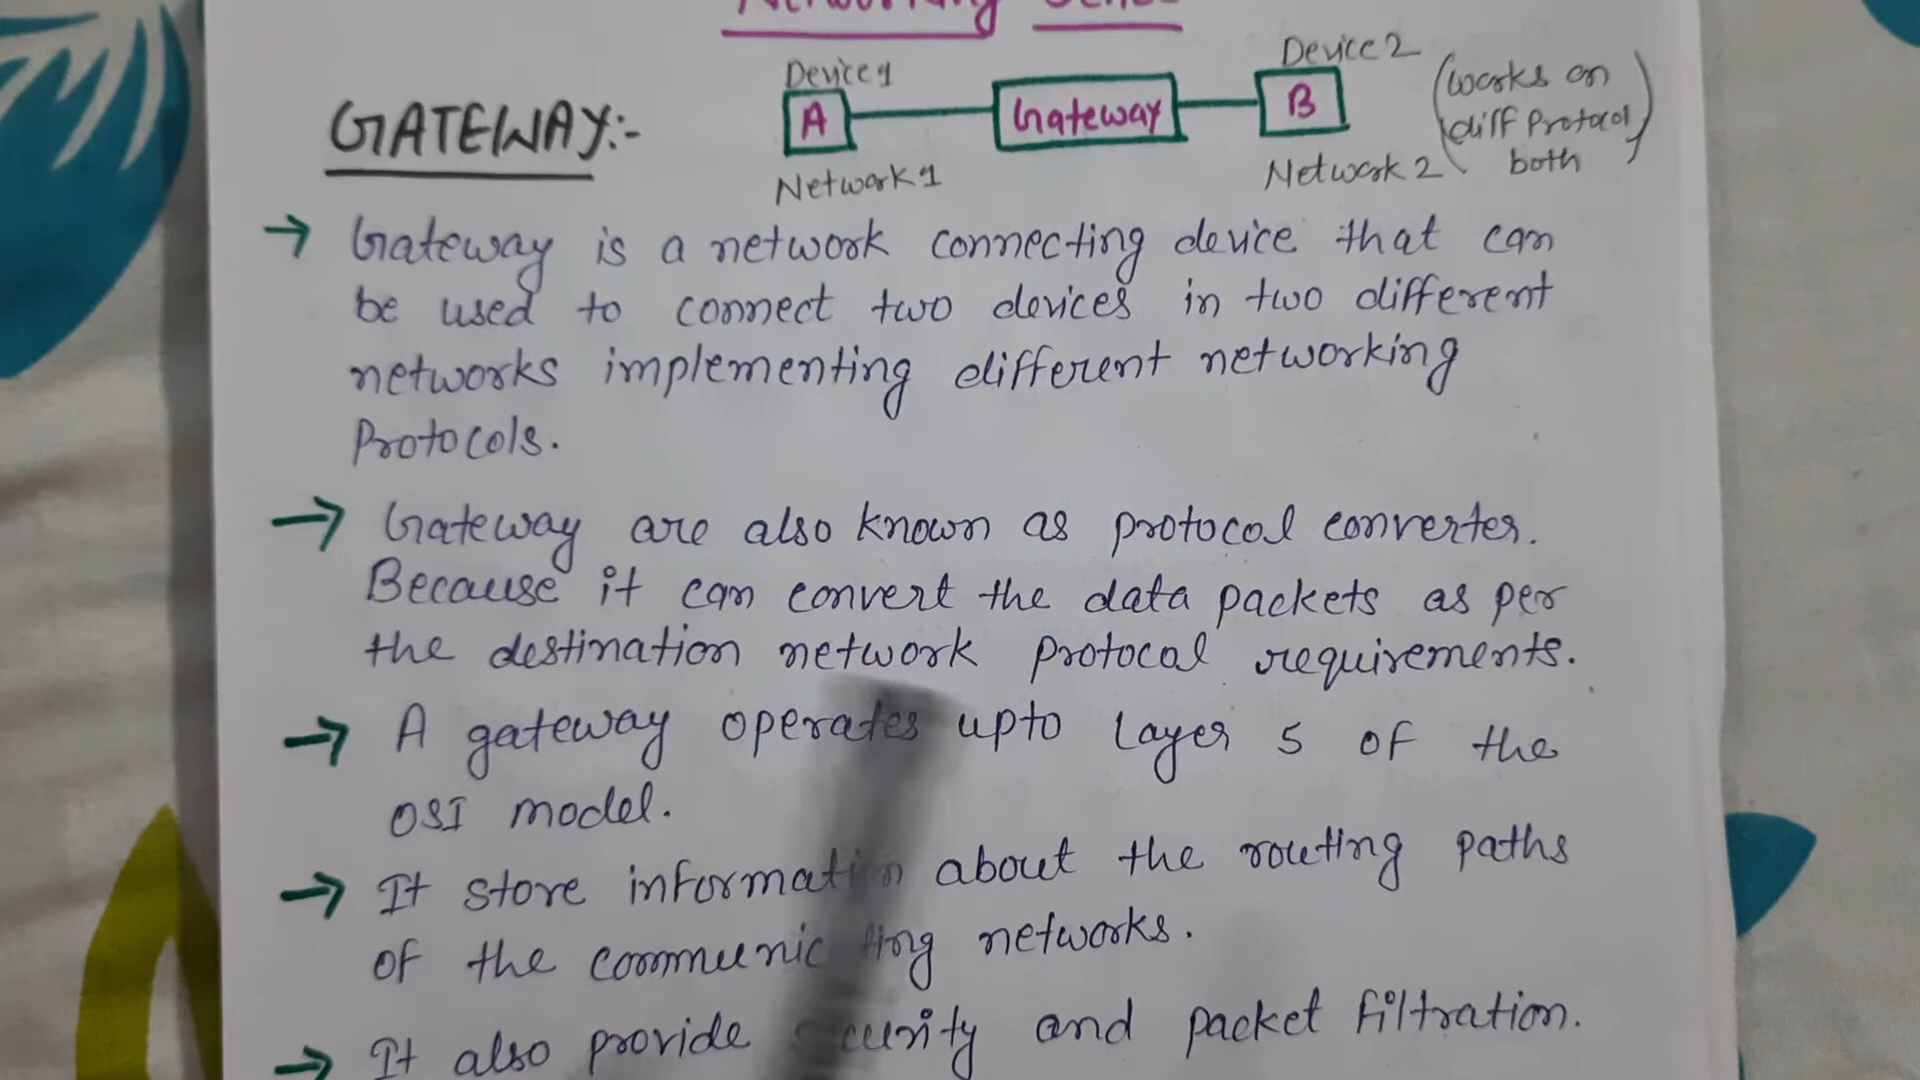 Networking
Device 1
Device 2
GATEWAY:-
A
Gateway
B
(works on
diff Protocol
both)
Network 1
Network 2
→ Gateway is a network connecting device that can
be used to connect two devices in two different
networks implementing different networking
Protocols.
→ Gateway are also known as protocol converter.
Because it can convert the data packets as per
the destination network protocol requirements.
→ A gateway operates upto layer 5 of the
OSI model.
→ It store information about the routing paths
of the networks.
→ It also provide and packet filtration.